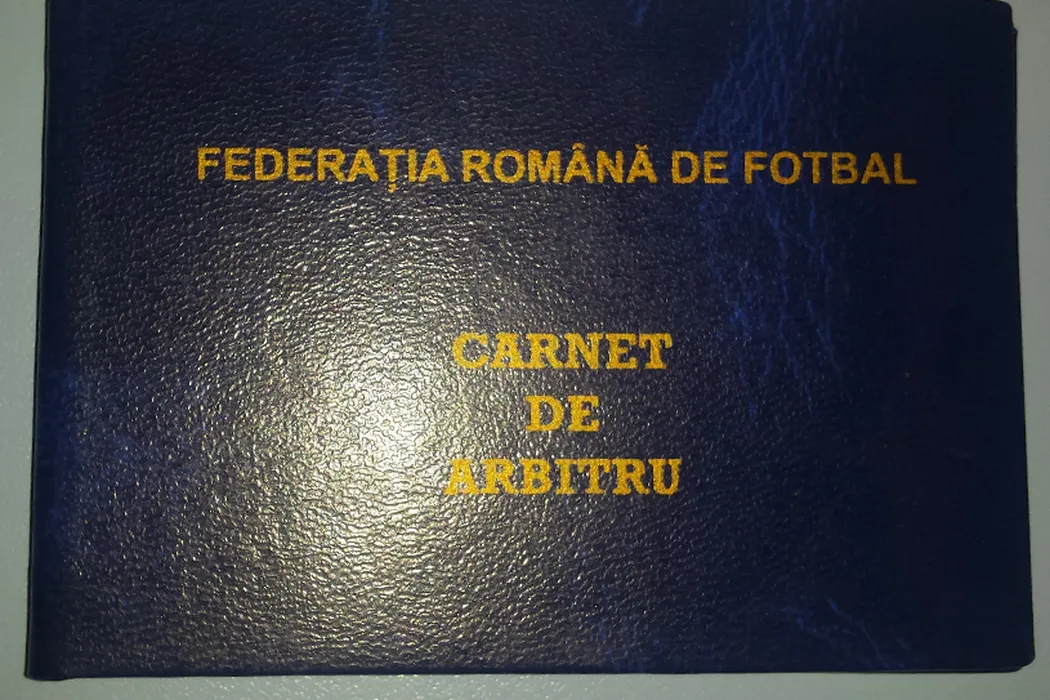 FEDERAȚIA ROMÂNĂ DE FOTBAL
CARNET
DE
ARBITRU